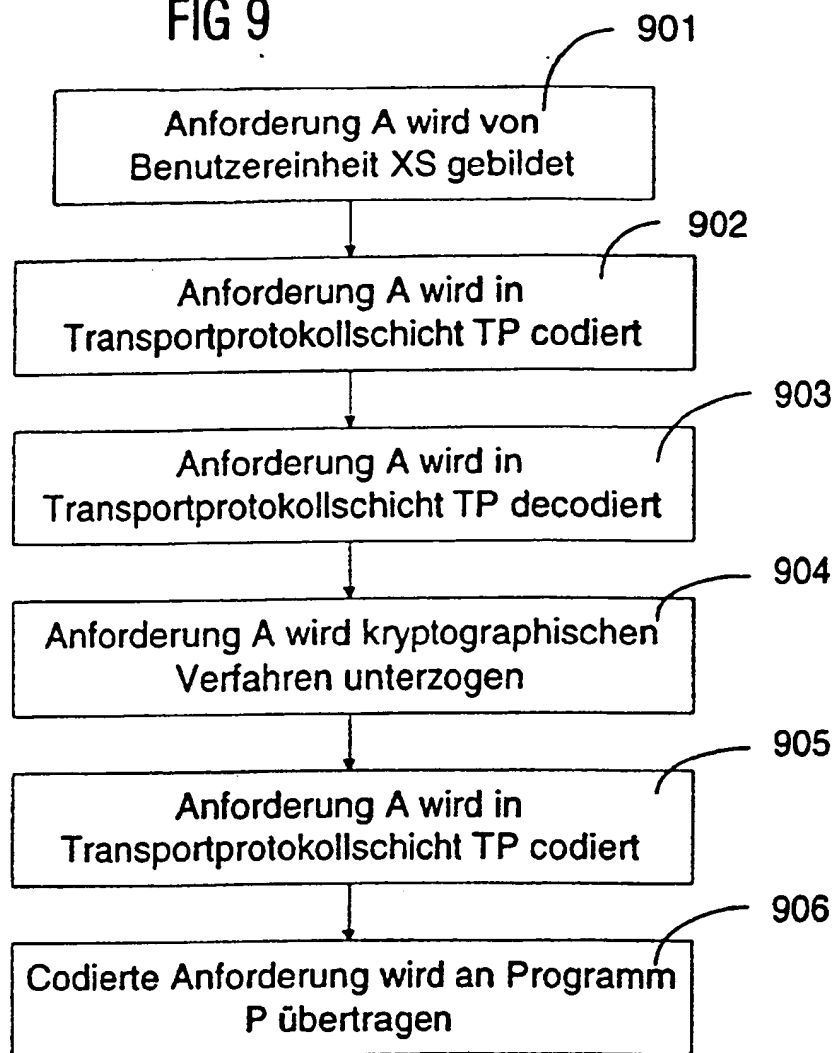 FIG 9
901
Anforderung A wird von
Benutzereinheit XS gebildet
902
Anforderung A wird in
Transportprotokollschicht TP codiert
903
Anforderung A wird in
Transportprotokollschicht TP decodiert
904
Anforderung A wird kryptographischen
Verfahren unterzogen
905
Anforderung A wird in
Transportprotokollschicht TP codiert
906
Codierte Anforderung wird an Programm
P übertragen